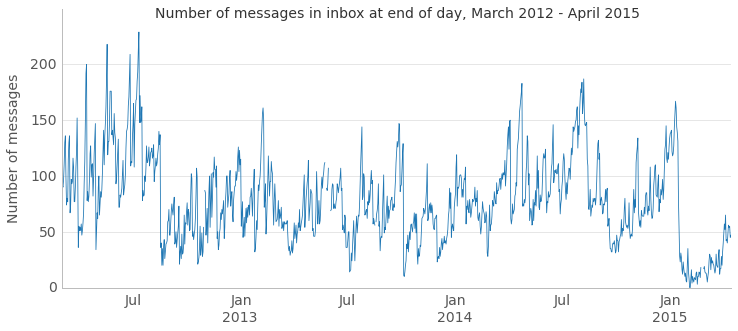 Number of messages in inbox at end of day, March 2012 - April 2015
Number of messages
200
150
100
50
0
Jul
Jan
2013
Jul
Jan
2014
Jul
Jan
2015